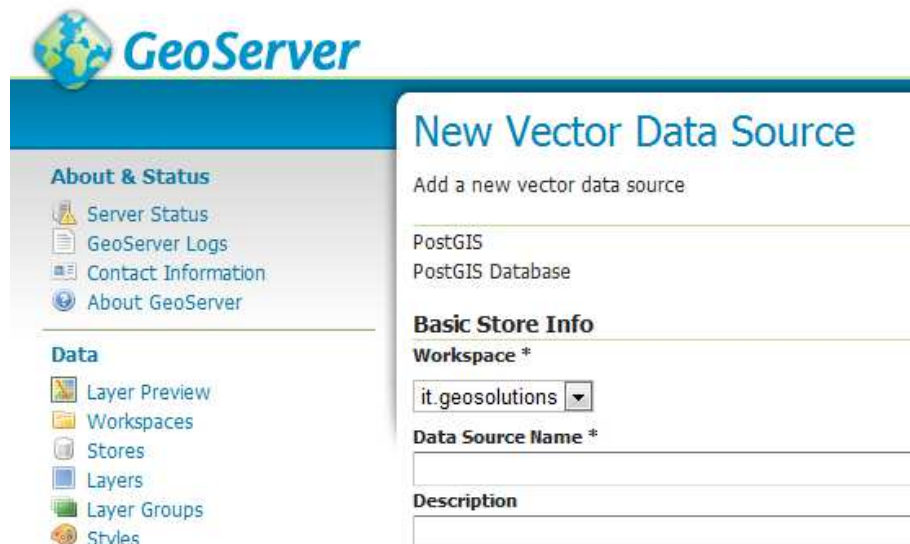 GeoServer
About & Status
Server Status
GeoServer Logs
Contact Information
About GeoServer
Data
Layer Preview
Workspaces
Stores
Layers
Layer Groups
Styles
New Vector Data Source
Add a new vector data source
PostGIS
PostGIS Database
Basic Store Info
Workspace *
it.geosolutions
Data Source Name *
Description